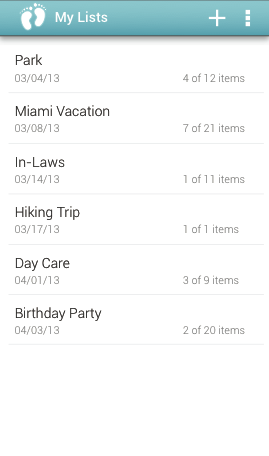 My Lists
Park
03/04/13 4 of 12 items
Miami Vacation
03/08/13 7 of 21 items
In-Laws
03/14/13 1 of 11 items
Hiking Trip
03/17/13 1 of 1 items
Day Care
04/01/13 3 of 9 items
Birthday Party
04/03/13 2 of 20 items